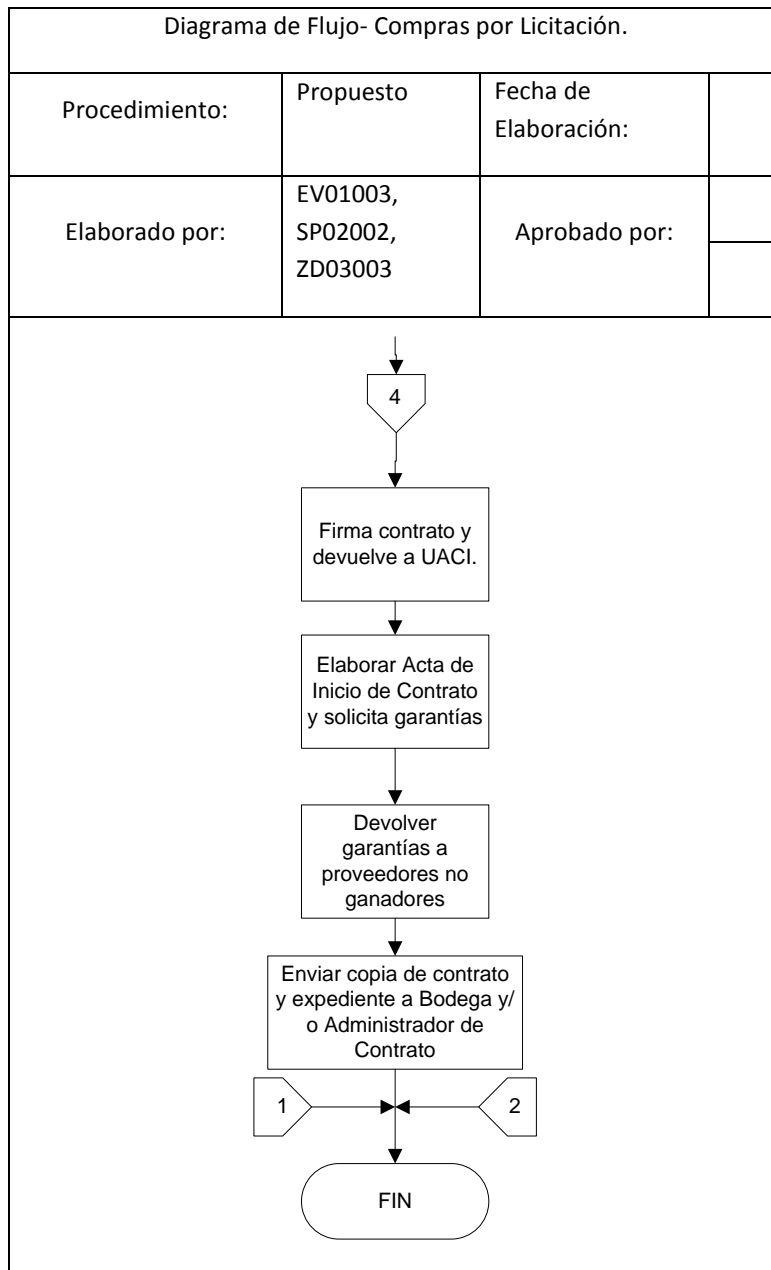 Diagrama de Flujo- Compras por Licitación.
Procedimiento:
Propuesto
Fecha de
Elaboración:
Elaborado por:
EV01003,
SP02002,
ZD03003
Aprobado por:
4
Firma contrato y
devuelve a UACI.
Elaborar Acta de
Inicio de Contrato
y solicita garantías
Devolver
garantías a
proveedores no
ganadores
Enviar copia de contrato
y expediente a Bodega y/
o Administrador de
Contrato
1
2
FIN